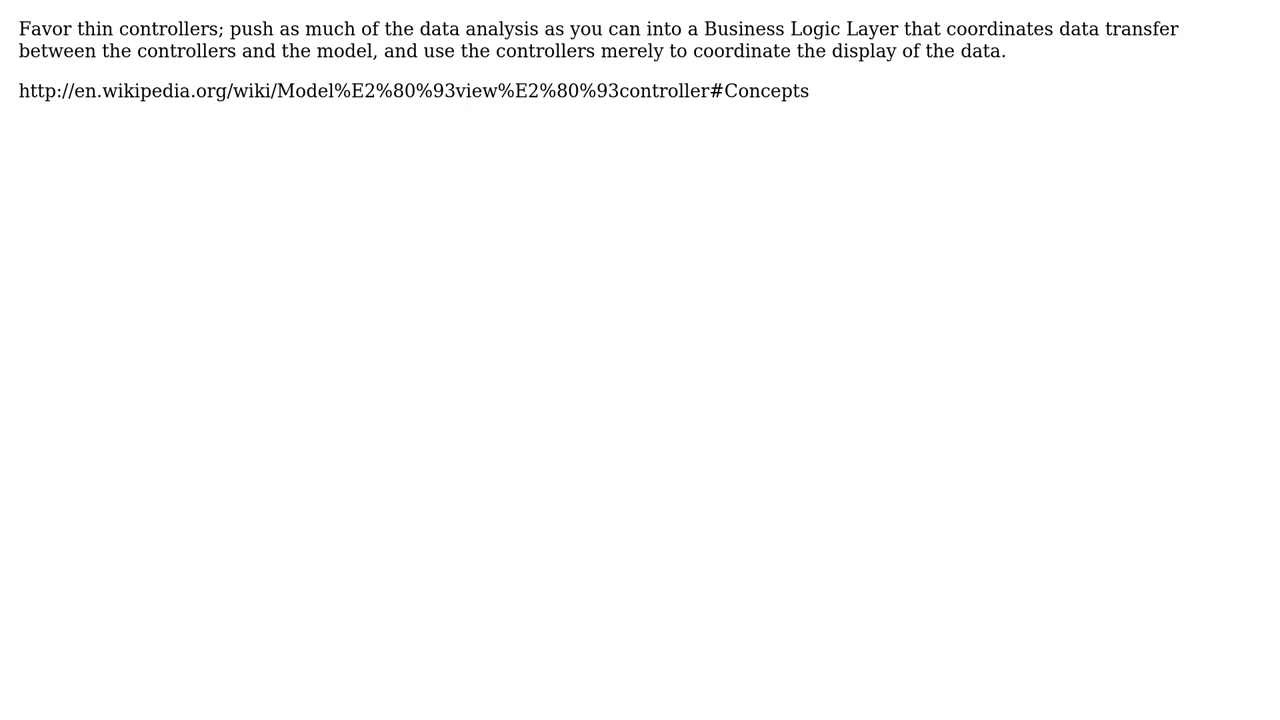 Favor thin controllers; push as much of the data analysis as you can into a Business Logic Layer that coordinates data transfer
between the controllers and the model, and use the controllers merely to coordinate the display of the data.
http://en.wikipedia.org/wiki/Model%E2%80%93view%E2%80%93controller#Concepts